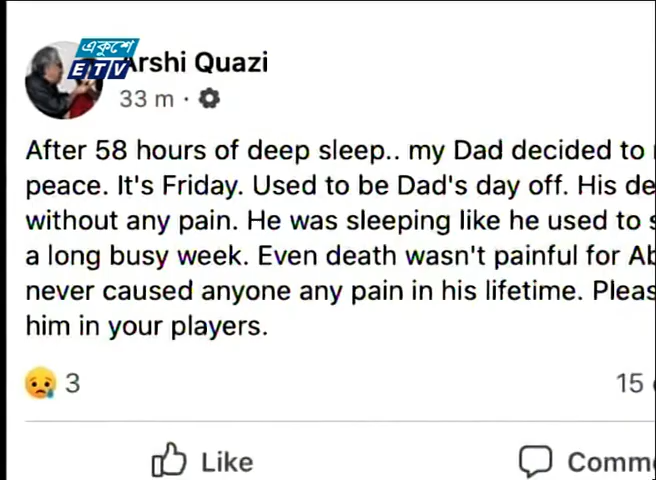 একুশে
ETV
Arshi Quazi
33 m ·
After 58 hours of deep sleep.. my Dad decided to
peace. It's Friday. Used to be Dad's day off. His de
without any pain. He was sleeping like he used to s
a long busy week. Even death wasn't painful for Ab
never caused anyone any pain in his lifetime. Pleas
him in your players.
3
15
Like
Comme